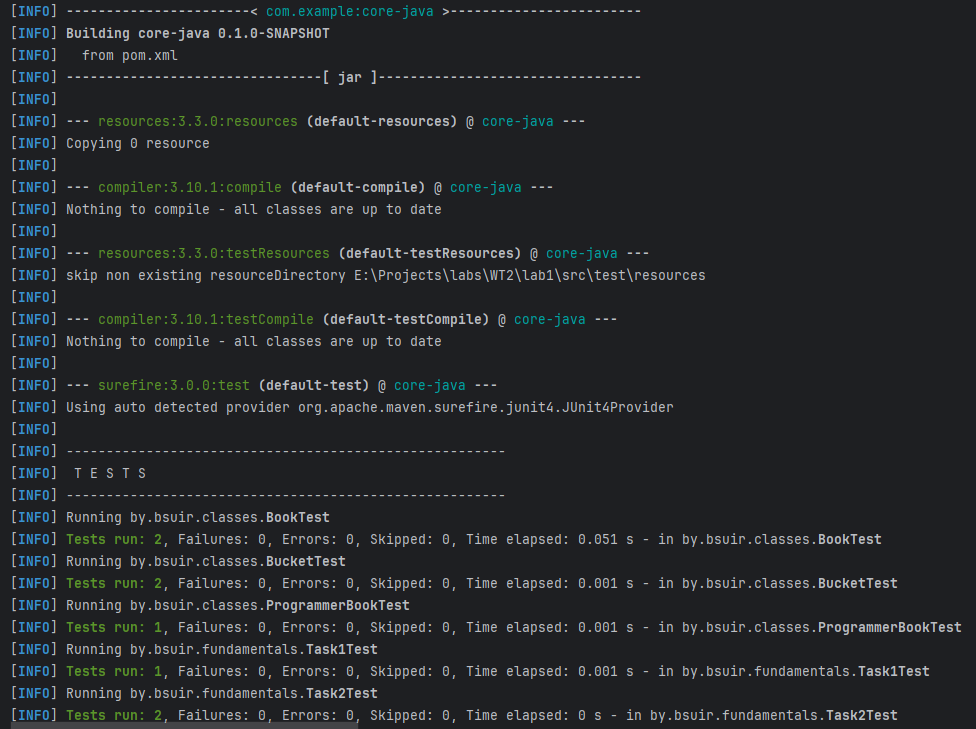 [INFO] -----------------------< com.example:core-java >------------------------
[INFO] Building core-java 0.1.0-SNAPSHOT
[INFO]   from pom.xml
[INFO] --------------------------------[ jar ]---------------------------------
[INFO]
[INFO] --- resources:3.3.0:resources (default-resources) @ core-java ---
[INFO] Copying 0 resource
[INFO]
[INFO] --- compiler:3.10.1:compile (default-compile) @ core-java ---
[INFO] Nothing to compile - all classes are up to date
[INFO]
[INFO] --- resources:3.3.0:testResources (default-testResources) @ core-java ---
[INFO] skip non existing resourceDirectory E:\Projects\labs\WT2\lab1\src\test\resources
[INFO]
[INFO] --- compiler:3.10.1:testCompile (default-testCompile) @ core-java ---
[INFO] Nothing to compile - all classes are up to date
[INFO]
[INFO] --- surefire:3.0.0:test (default-test) @ core-java ---
[INFO] Using auto detected provider org.apache.maven.surefire.junit4.JUnit4Provider
[INFO]
[INFO] -------------------------------------------------------
[INFO]  T E S T S
[INFO] -------------------------------------------------------
[INFO] Running by.bsuir.classes.BookTest
[INFO] Tests run: 2, Failures: 0, Errors: 0, Skipped: 0, Time elapsed: 0.051 s - in by.bsuir.classes.BookTest
[INFO] Running by.bsuir.classes.BucketTest
[INFO] Tests run: 2, Failures: 0, Errors: 0, Skipped: 0, Time elapsed: 0.001 s - in by.bsuir.classes.BucketTest
[INFO] Running by.bsuir.classes.ProgrammerBookTest
[INFO] Tests run: 1, Failures: 0, Errors: 0, Skipped: 0, Time elapsed: 0.001 s - in by.bsuir.classes.ProgrammerBookTest
[INFO] Running by.bsuir.fundamentals.Task1Test
[INFO] Tests run: 1, Failures: 0, Errors: 0, Skipped: 0, Time elapsed: 0.001 s - in by.bsuir.fundamentals.Task1Test
[INFO] Running by.bsuir.fundamentals.Task2Test
[INFO] Tests run: 2, Failures: 0, Errors: 0, Skipped: 0, Time elapsed: 0 s - in by.bsuir.fundamentals.Task2Test